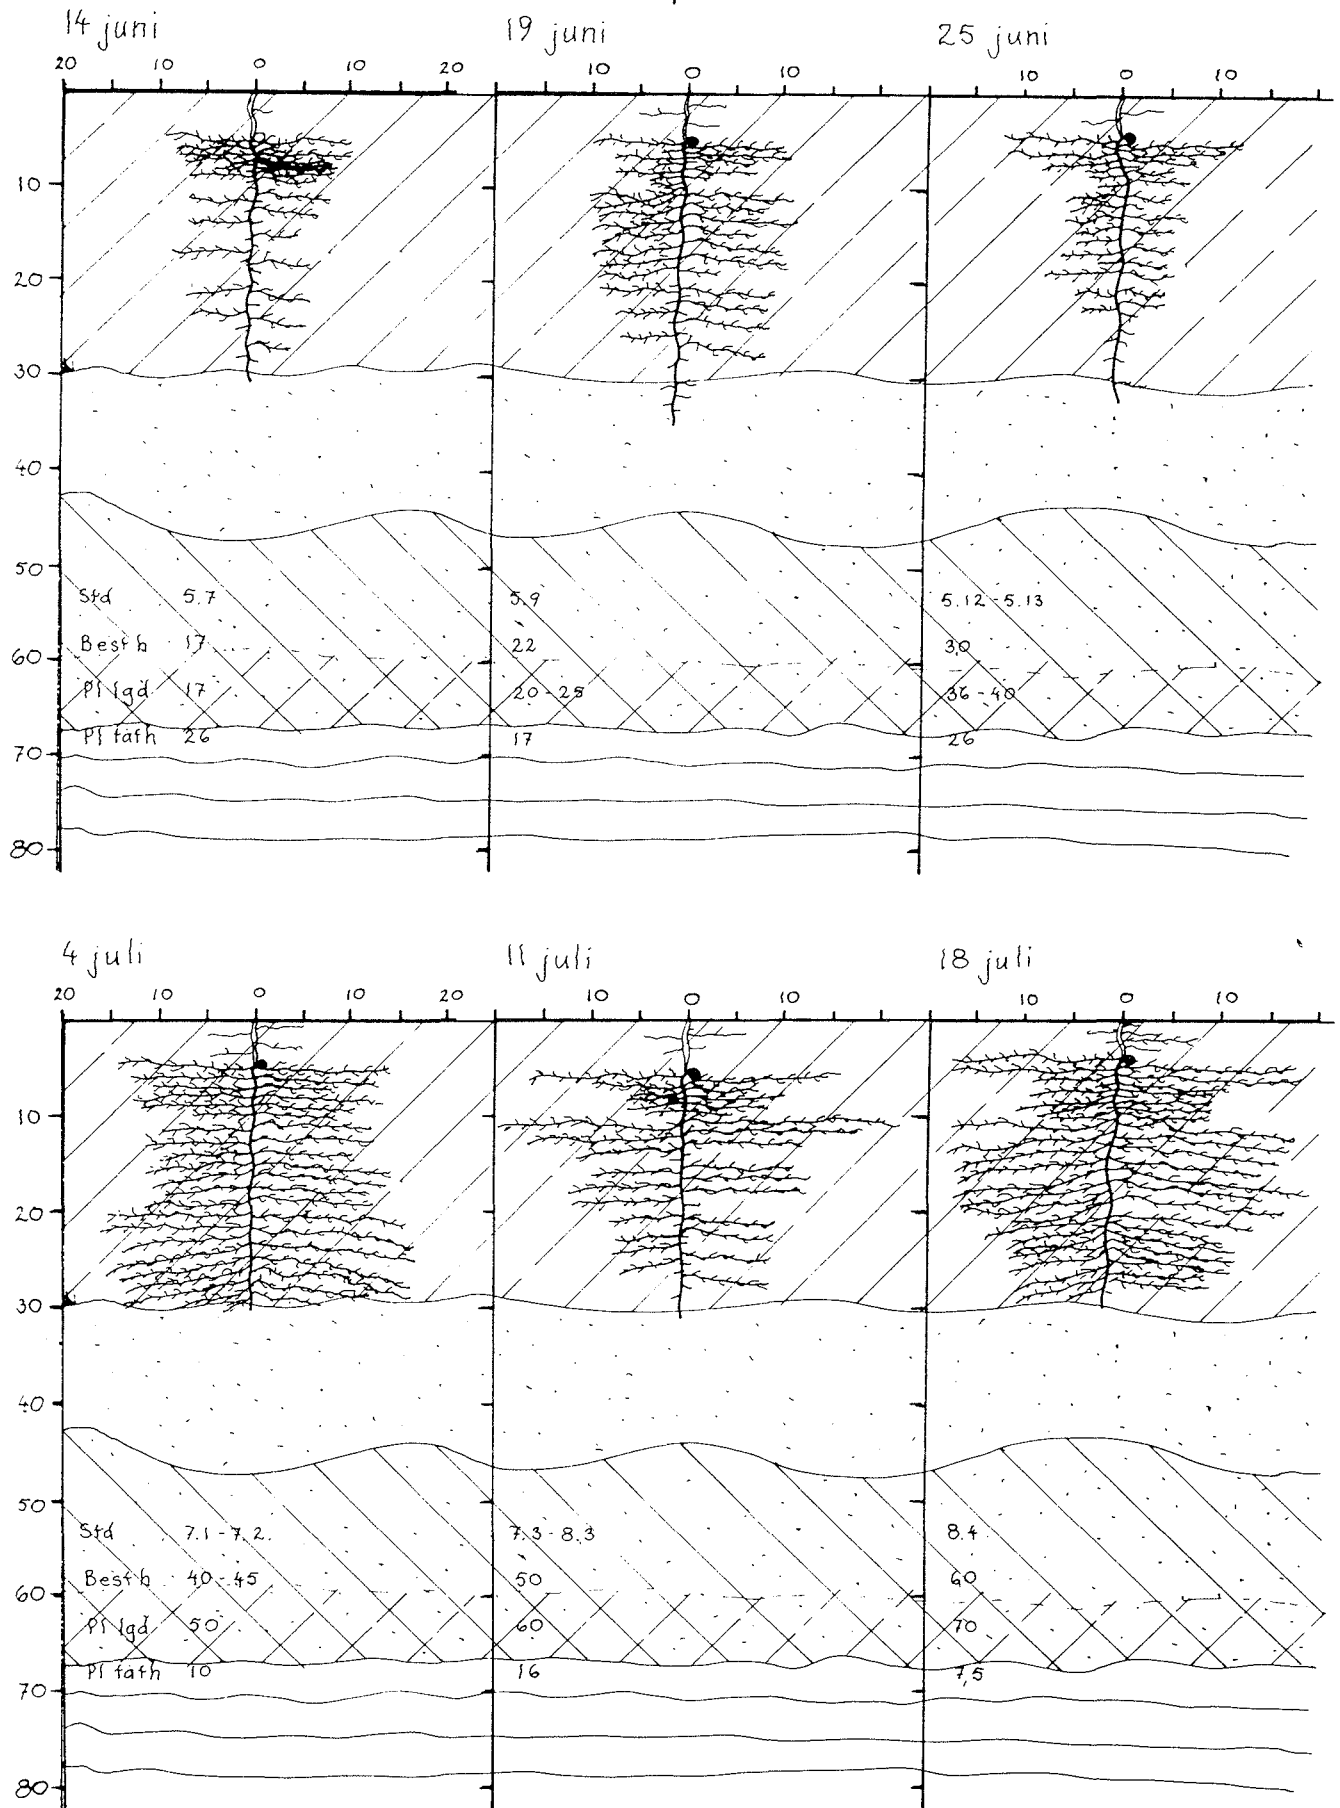 14 juni 19 juni 25 juni
20 10 0 10 20 10 0 10 10 0 10
10
20
30
40
50
Std 5.7 5.9 5.12-5.13
Besth 17 22 30
60
Pl lgd 17 20-25 36-40
Pl täth 26 17 26
70
80
4 juli 11 juli 18 juli
20 10 0 10 20 10 0 10 10 0 10
10
20
30
40
50
Std 7.1-7.2. 7.3-8.3 8.4
Besth 40-45 50 60
60
Pl lgd 50 60 70
Pl täth 10 16 7,5
70
80